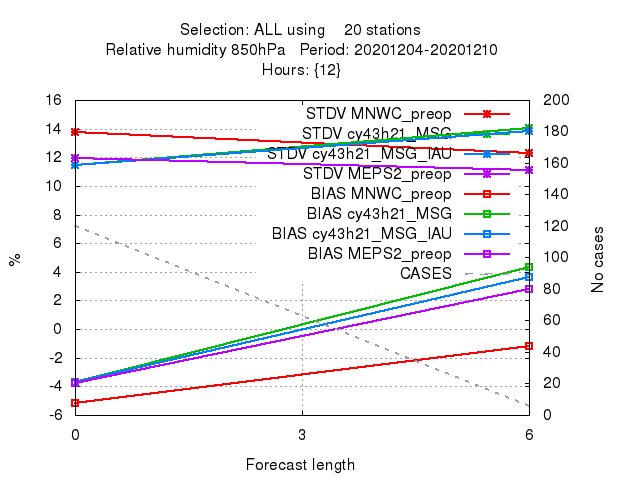 Selection: ALL using    20 stations
Relative humidity 850hPa   Period: 20201204-20201210
Hours: {12}
16 200
STDV MNWC_preop
14 180
STDV cy43h21_MSG
12 160
STDV cy43h21_MSG_IAU
STDV MEPS2_preop
10 140
BIAS MNWC_preop
8 120
BIAS cy43h21_MSG
6 100
BIAS cy43h21_MSG_IAU
BIAS MEPS2_preop
4 80
CASES
2 60
0 40
-2 20
-4 0
-6
%
No cases
0 3 6
Forecast length